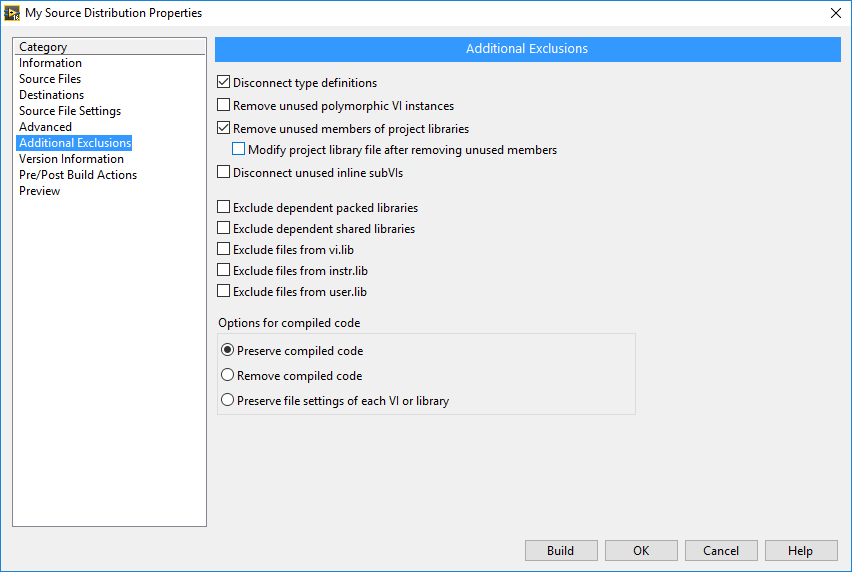 My Source Distribution Properties
Category
Information
Source Files
Destinations
Source File Settings
Advanced
Additional Exclusions
Version Information
Pre/Post Build Actions
Preview
Additional Exclusions
Disconnect type definitions
Remove unused polymorphic VI instances
Remove unused members of project libraries
Modify project library file after removing unused members
Disconnect unused inline subVIs
Exclude dependent packed libraries
Exclude dependent shared libraries
Exclude files from vi.lib
Exclude files from instr.lib
Exclude files from user.lib
Options for compiled code
Preserve compiled code
Remove compiled code
Preserve file settings of each VI or library
Build OK Cancel Help